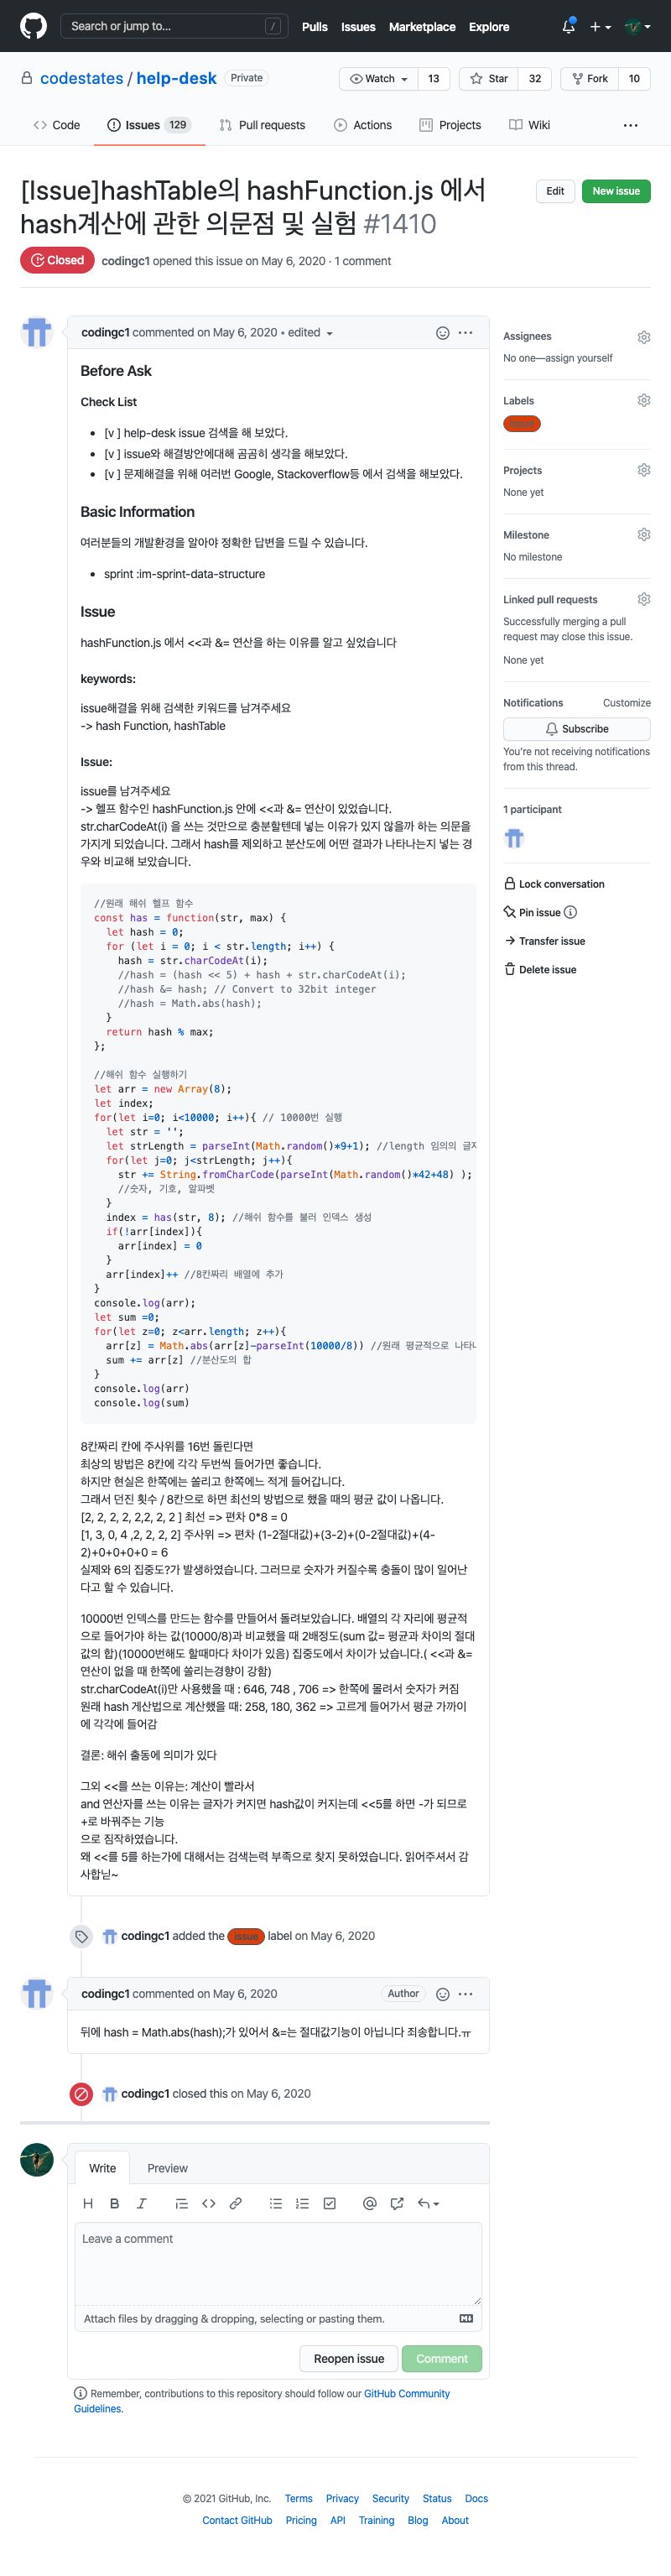 Search or jump to... /
Pulls Issues Marketplace Explore
codestates / help-desk Private
Watch 13 Star 32 Fork 10
Code Issues 129 Pull requests Actions Projects Wiki ...
[Issue]hashTable의 hashFunction.js 에서
hash계산에 관한 의문점 및 실험 #1410
Edit New issue
Closed codingc1 opened this issue on May 6, 2020 · 1 comment
codingc1 commented on May 6, 2020 • edited
Before Ask
Check List
• [v ] help-desk issue 검색을 해 보았다.
• [v ] issue와 해결방안에대해 곰곰히 생각을 해보았다.
• [v ] 문제해결을 위해 여러번 Google, Stackoverflow등 에서 검색을 해보았다.
Basic Information
여러분들의 개발환경을 알아야 정확한 답변을 드릴 수 있습니다.
• sprint :im-sprint-data-structure
Issue
hashFunction.js 에서 <<과 &= 연산을 하는 이유를 알고 싶었습니다
keywords:
issue해결을 위해 검색한 키워드를 남겨주세요
-> hash Function, hashTable
Issue:
issue를 남겨주세요
-> 헬프 함수인 hashFunction.js 안에 <<과 &= 연산이 있었습니다.
str.charCodeAt(i) 을 쓰는 것만으로 충분할텐데 넣는 이유가 있지 않을까 하는 의문을
가지게 되었습니다. 그래서 hash를 제외하고 분산도에 어떤 결과가 나타나는지 넣는 경
우와 비교해 보았습니다.
//원래 해쉬 헬프 함수
const has = function(str, max) {
let hash = 0;
for (let i = 0; i < str.length; i++) {
hash = str.charCodeAt(i);
//hash = (hash << 5) + hash + str.charCodeAt(i);
//hash &= hash; // Convert to 32bit integer
//hash = Math.abs(hash);
}
return hash % max;
};
//해쉬 함수 실행하기
let arr = new Array(8);
let index;
for(let i=0; i<10000; i++){ // 10000번 실행
let str = '';
let strLength = parseInt(Math.random()*9+1); //length 임의의 글자
for(let j=0; j<strLength; j++){
str += String.fromCharCode(parseInt(Math.random()*42+48) );
//숫자, 기호, 알파벳
}
index = has(str, 8); //해쉬 함수를 불러 인덱스 생성
if(!arr[index]){
arr[index] = 0
}
arr[index]++ //8칸짜리 배열에 추가
}
console.log(arr);
let sum =0;
for(let z=0; z<arr.length; z++){
arr[z] = Math.abs(arr[z]-parseInt(10000/8)) //원래 평균적으로 나타나
sum += arr[z] //분산도의 합
}
console.log(arr)
console.log(sum)
8칸짜리 칸에 주사위를 16번 돌린다면
최상의 방법은 8칸에 각각 두번씩 들어가면 좋습니다.
하지만 현실은 한쪽에는 쏠리고 한쪽에느 적게 들어갑니다.
그래서 던진 횟수 / 8칸으로 하면 최선의 방법으로 했을 때의 평균 값이 나옵니다.
[2, 2, 2, 2, 2,2, 2, 2 ] 최선 => 편차 0*8 = 0
[1, 3, 0, 4 ,2, 2, 2, 2] 주사위 => 편차 (1-2절대값)+(3-2)+(0-2절대값)+(4-
2)+0+0+0+0 = 6
실제와 6의 집중도?가 발생하였습니다. 그러므로 숫자가 커질수록 충돌이 많이 일어난
다고 할 수 있습니다.
10000번 인덱스를 만드는 함수를 만들어서 돌려보았습니다. 배열의 각 자리에 평균적
으로 들어가야 하는 값(10000/8)과 비교했을 때 2배정도(sum 값= 평균과 차이의 절대
값의 합)(10000번해도 할때마다 차이가 있음) 집중도에서 차이가 났습니다.( <<과 &=
연산이 없을 때 한쪽에 쏠리는경향이 강함)
str.charCodeAt(i)만 사용했을 때 : 646, 748 , 706 => 한쪽에 몰려서 숫자가 커짐
원래 hash 게산법으로 계산했을 때: 258, 180, 362 => 고르게 들어가서 평균 가까이
에 각각에 들어감
결론: 해쉬 출동에 의미가 있다
그외 <<를 쓰는 이유는: 계산이 빨라서
and 연산자를 쓰는 이유는 글자가 커지면 hash값이 커지는데 <<5를 하면 -가 되므로
+로 바꿔주는 기능
으로 짐작하였습니다.
왜 <<를 5를 하는가에 대해서는 검색는력 부족으로 찾지 못하였습니다. 읽어주셔서 감
사합닏~
codingc1 added the issue label on May 6, 2020
codingc1 commented on May 6, 2020 Author
뒤에 hash = Math.abs(hash);가 있어서 &=는 절대값기능이 아닙니다 죄송합니다.ㅠ
codingc1 closed this on May 6, 2020
Write Preview
Leave a comment
Attach files by dragging & dropping, selecting or pasting them.
Reopen issue Comment
Remember, contributions to this repository should follow our GitHub Community
Guidelines.
Assignees
No one—assign yourself
Labels
issue
Projects
None yet
Milestone
No milestone
Linked pull requests
Successfully merging a pull
request may close this issue.
None yet
Notifications Customize
Subscribe
You're not receiving notifications
from this thread.
1 participant
Lock conversation
Pin issue
Transfer issue
Delete issue
© 2021 GitHub, Inc. Terms Privacy Security Status Docs
Contact GitHub Pricing API Training Blog About